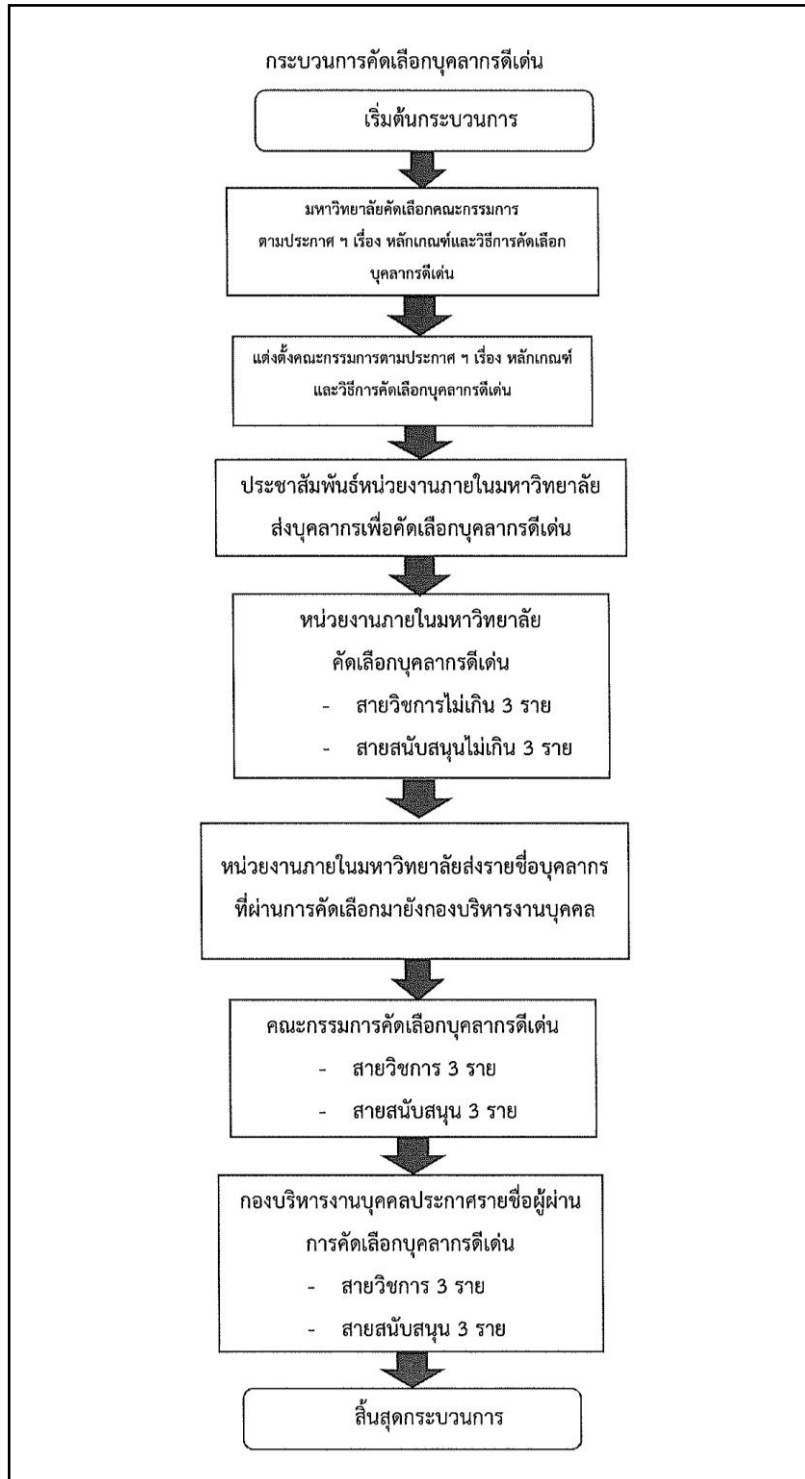 กระบวนการคัดเลือกบุคลากรดีเด่น
เริ่มต้นกระบวนการ
มหาวิทยาลัยคัดเลือกคณะกรรมการ
ตามประกาศ ฯ เรื่อง หลักเกณฑ์และวิธีการคัดเลือก
บุคลากรดีเด่น
แต่งตั้งคณะกรรมการตามประกาศ ฯ เรื่อง หลักเกณฑ์
และวิธีการคัดเลือกบุคลากรดีเด่น
ประชาสัมพันธ์หน่วยงานภายในมหาวิทยาลัย
ส่งบุคลากรเพื่อคัดเลือกบุคลากรดีเด่น
หน่วยงานภายในมหาวิทยาลัย
คัดเลือกบุคลากรดีเด่น
- สายวิชการไม่เกิน 3 ราย
- สายสนับสนุนไม่เกิน 3 ราย
หน่วยงานภายในมหาวิทยาลัยส่งรายชื่อบุคลากร
ที่ผ่านการคัดเลือกมายังกองบริหารงานบุคคล
คณะกรรมการคัดเลือกบุคลากรดีเด่น
- สายวิชการ 3 ราย
- สายสนับสนุน 3 ราย
กองบริหารงานบุคคลประกาศรายชื่อผู้ผ่าน
การคัดเลือกบุคลากรดีเด่น
- สายวิชการ 3 ราย
- สายสนับสนุน 3 ราย
สิ้นสุดกระบวนการ